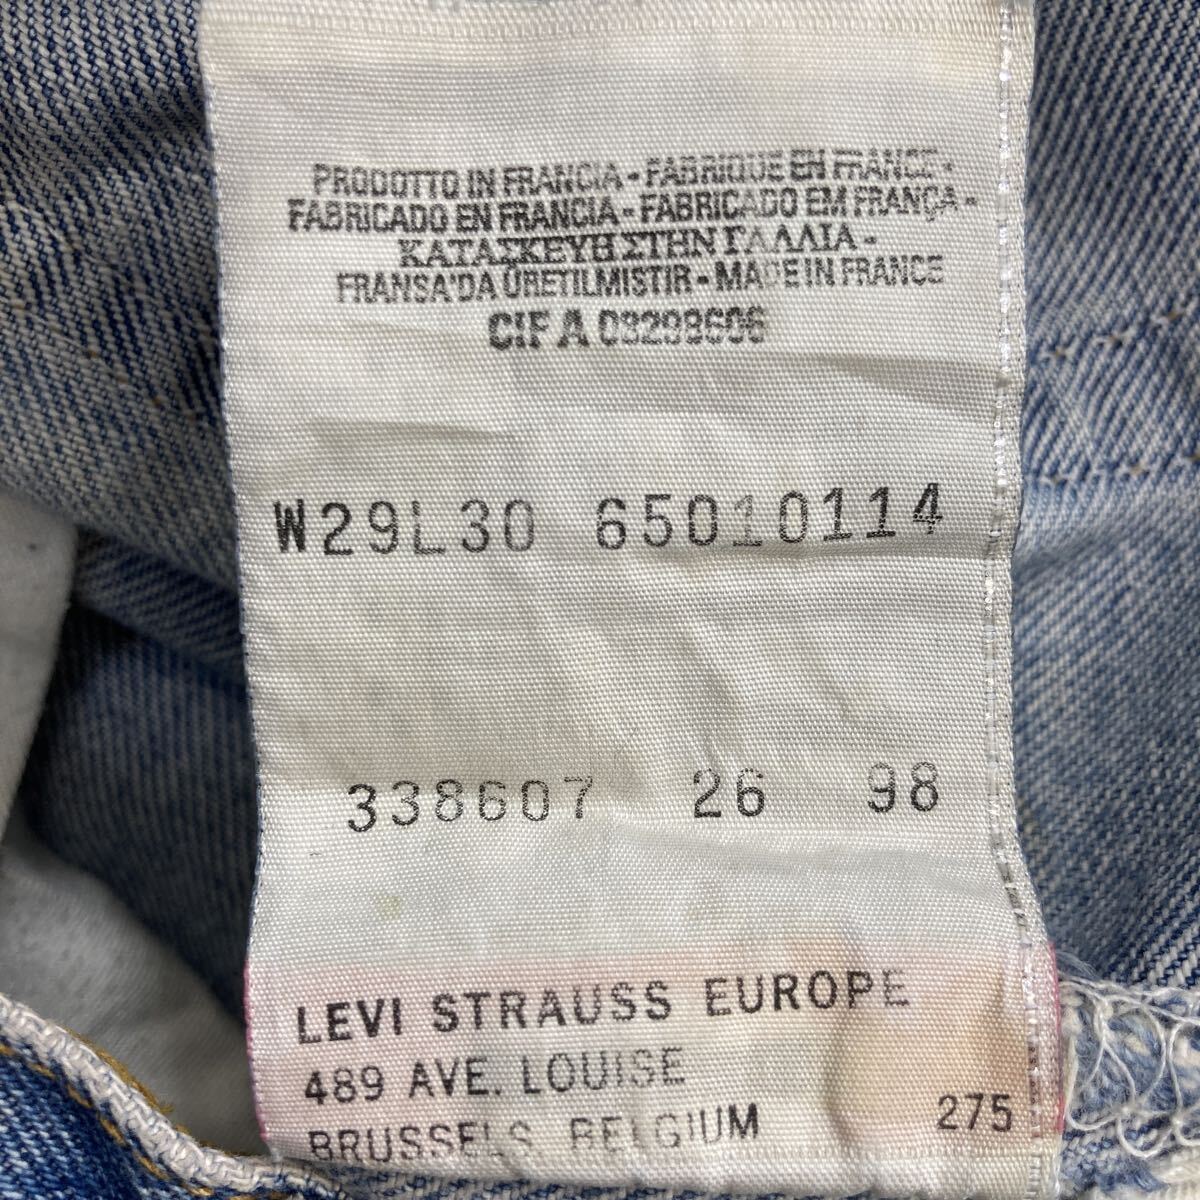 PRODOTTO IN FRANCIA - FABRIQUE EN FRANCE -
FABRICADO EN FRANCIA - FABRICADO EM FRANÇA -
ΚΑΤΑΣΚΕΥΗ ΣΤΗΝ ΓΑΛΛΙΑ -
FRANSA'DA ÜRETILMISTIR - MADE IN FRANCE
CIF A 08298606
W29L30 65010114
338607 26 98
LEVI STRAUSS EUROPE
489 AVE. LOUISE
BRUSSELS BELGIUM 275